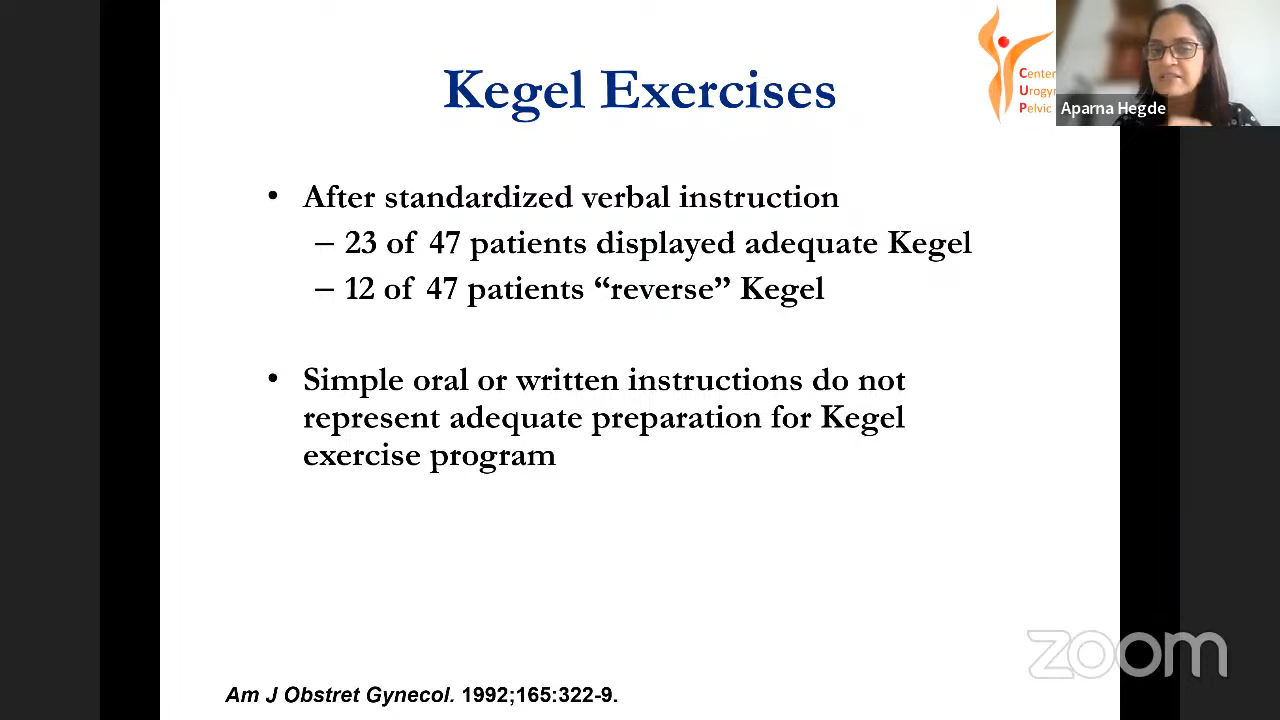 Kegel Exercises
• After standardized verbal instruction
– 23 of 47 patients displayed adequate Kegel
– 12 of 47 patients “reverse” Kegel
• Simple oral or written instructions do not
represent adequate preparation for Kegel
exercise program
Am J Obstret Gynecol. 1992;165:322-9.
Center
Pelvic
Aparna Hegde
zoom